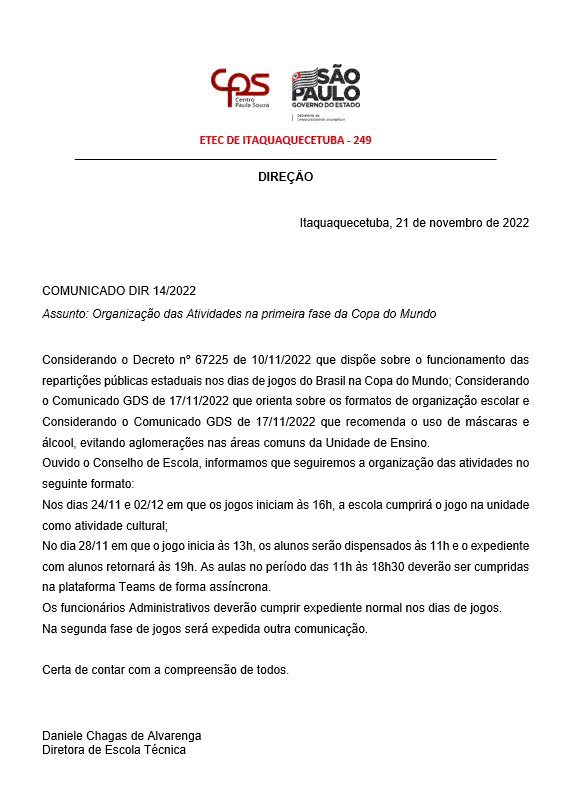 CPS
Centro
Paula Souza
SÃO
PAULO
GOVERNO DO ESTADO
Secretaria de
Desenvolvimento Econômico
ETEC DE ITAQUAQUECETUBA - 249
DIREÇÃO
Itaquaquecetuba, 21 de novembro de 2022
COMUNICADO DIR 14/2022
Assunto: Organização das Atividades na primeira fase da Copa do Mundo
Considerando o Decreto nº 67225 de 10/11/2022 que dispõe sobre o funcionamento das
repartições públicas estaduais nos dias de jogos do Brasil na Copa do Mundo; Considerando
o Comunicado GDS de 17/11/2022 que orienta sobre os formatos de organização escolar e
Considerando o Comunicado GDS de 17/11/2022 que recomenda o uso de máscaras e
álcool, evitando aglomerações nas áreas comuns da Unidade de Ensino.
Ouvido o Conselho de Escola, informamos que seguiremos a organização das atividades no
seguinte formato:
Nos dias 24/11 e 02/12 em que os jogos iniciam às 16h, a escola cumprirá o jogo na unidade
como atividade cultural;
No dia 28/11 em que o jogo inicia às 13h, os alunos serão dispensados às 11h e o expediente
com alunos retornará às 19h. As aulas no período das 11h às 18h30 deverão ser cumpridas
na plataforma Teams de forma assíncrona.
Os funcionários Administrativos deverão cumprir expediente normal nos dias de jogos.
Na segunda fase de jogos será expedida outra comunicação.
Certa de contar com a compreensão de todos.
Daniele Chagas de Alvarenga
Diretora de Escola Técnica